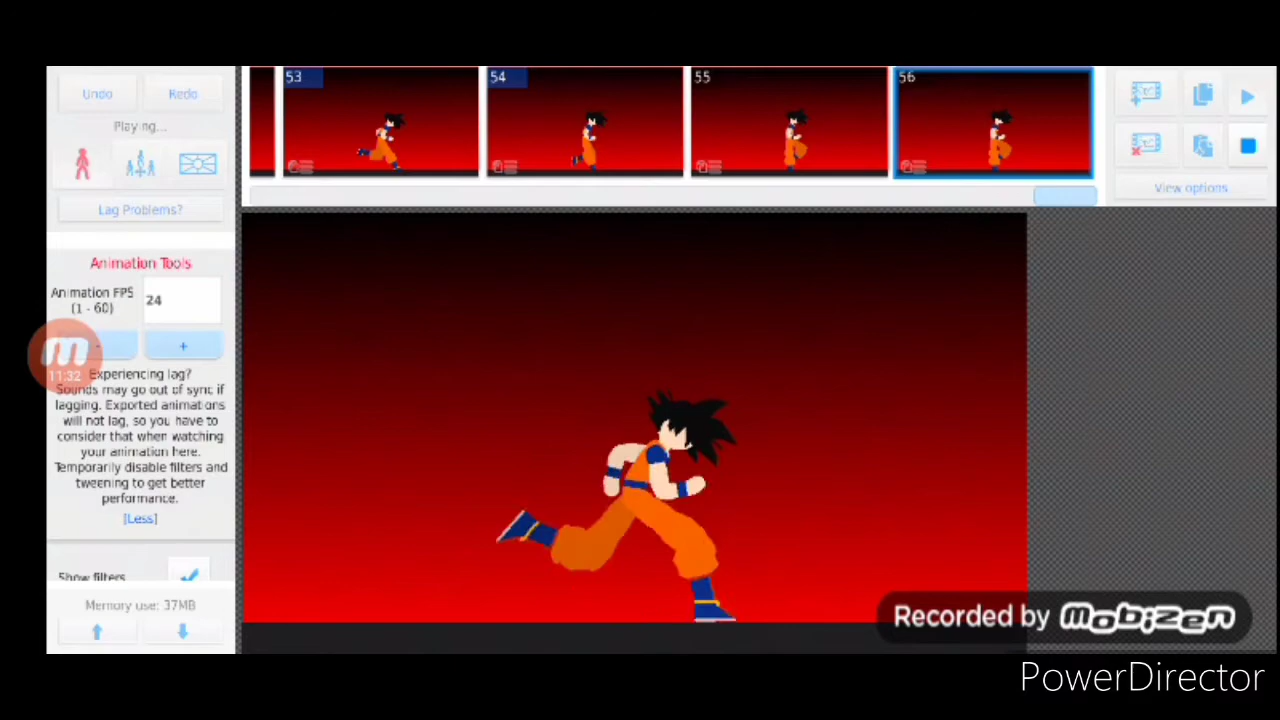 Undo Redo
Playing...
Lag Problems?
Animation Tools
Animation FPS
(1 - 60)
24
- +
11:32
Experiencing lag?
Sounds may go out of sync if
lagging. Exported animations
will not lag, so you have to
consider that when watching
your animation here.
Temporarily disable filters and
tweening to get better
performance.
[Less]
Show filters
Memory use: 37MB
53 54 55 56
View options
Recorded by mobizen
PowerDirector